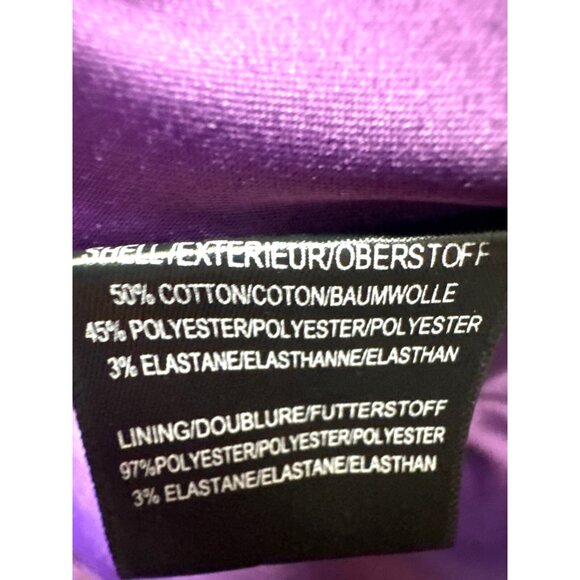 SHELL/EXTERIEUR/OBERSTOFF
50% COTTON/COTON/BAUMWOLLE
45% POLYESTER/POLYESTER/POLYESTER
3% ELASTANE/ELASTHANNE/ELASTHAN
LINING/DOUBLURE/FUTTERSTOFF
97%POLYESTER/POLYESTER/POLYESTER
3% ELASTANE/ELASTANE/ELASTHAN